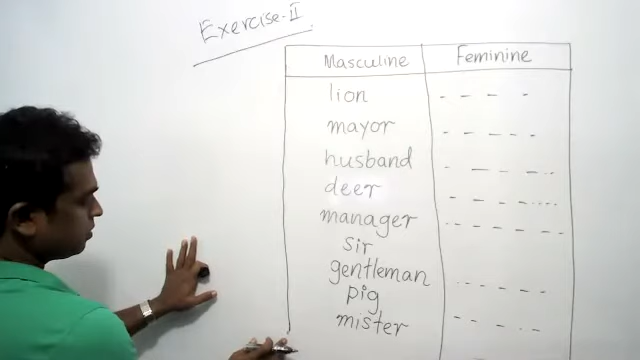 Exercise-II
Masculine Feminine
lion
mayor
husband
deer
manager
sir
gentleman
pig
mister